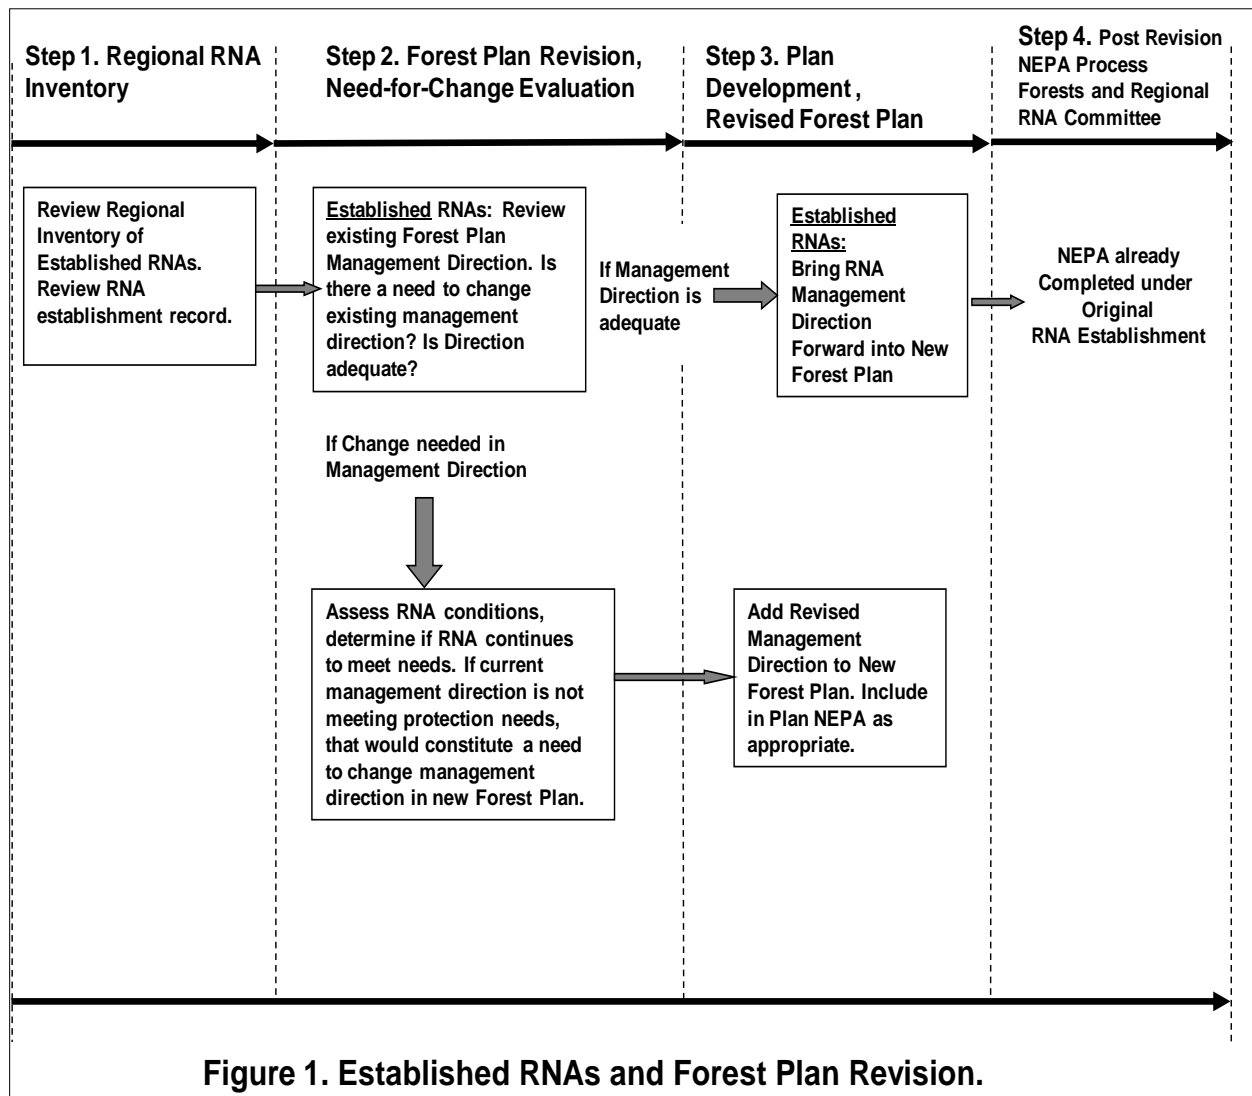 Step 1. Regional RNA
Inventory
Step 2. Forest Plan Revision,
Need-for-Change Evaluation
Step 3. Plan
Development ,
Revised Forest Plan
Step 4. Post Revision
NEPA Process
Forests and Regional
RNA Committee
Review Regional
Inventory of
Established RNAs.
Review RNA
establishment record.
Established RNAs: Review
existing Forest Plan
Management Direction. Is
there a need to change
existing management
direction? Is Direction
adequate?
If Management
Direction is
adequate
Established
RNAs:
Bring RNA
Management
Direction
Forward into New
Forest Plan
NEPA already
Completed under
Original
RNA Establishment
If Change needed in
Management Direction
Assess RNA conditions,
determine if RNA continues
to meet needs. If current
management direction is not
meeting protection needs,
that would constitute a need
to change management
direction in new Forest Plan.
Add Revised
Management
Direction to New
Forest Plan. Include
in Plan NEPA as
appropriate.
Figure 1. Established RNAs and Forest Plan Revision.